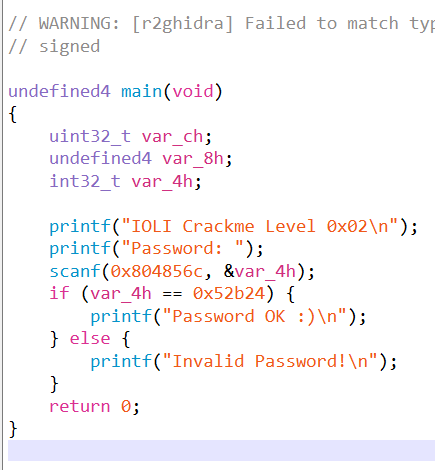 // WARNING: [r2ghidra] Failed to match typ
// signed
undefined4 main(void)
{
    uint32_t var_ch;
    undefined4 var_8h;
    int32_t var_4h;
    printf("IOLI Crackme Level 0x02\n");
    printf("Password: ");
    scanf(0x804856c, &var_4h);
    if (var_4h == 0x52b24) {
        printf("Password OK :)\n");
    } else {
        printf("Invalid Password!\n");
    }
    return 0;
}